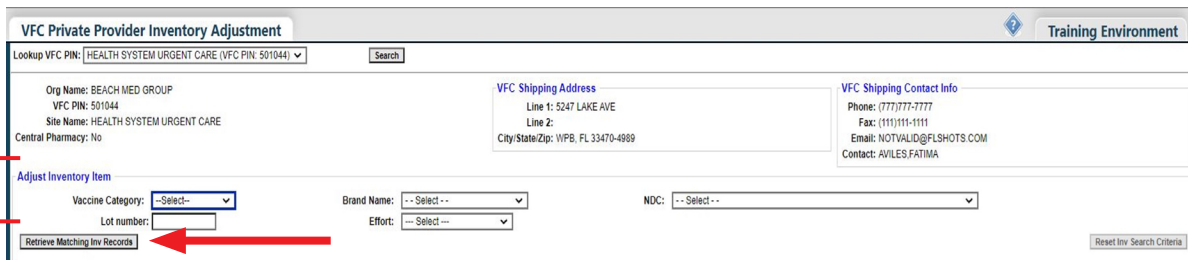 VFC Private Provider Inventory Adjustment
? Training Environment
Lookup VFC PIN: HEALTH SYSTEM URGENT CARE (VFC PIN: 501044) Search
Org Name: BEACH MED GROUP
VFC PIN: 501044
Site Name: HEALTH SYSTEM URGENT CARE
Central Pharmacy: No
VFC Shipping Address
Line 1: 5247 LAKE AVE
Line 2:
City/State/Zip: WPB, FL 33470-4989
VFC Shipping Contact Info
Phone: (777)777-7777
Fax: (111)111-1111
Email: NOTVALID@FLSHOTS.COM
Contact: AVILES,FATIMA
Adjust Inventory Item
Vaccine Category: --Select-- Brand Name: - - Select - - NDC: - - Select - -
Lot number: Effort: --- Select ---
Retrieve Matching Inv Records Reset Inv Search Criteria